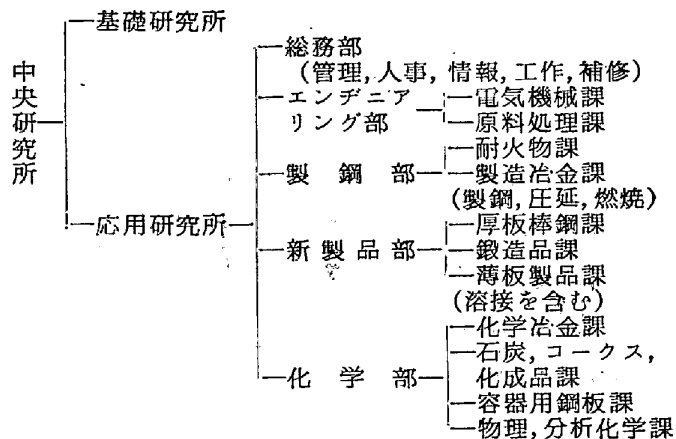 中央研究所
基礎研究所
応用研究所
総務部
(管理,人事,情報,工作,補修)
エンヂニア
リング部
電気機械課
原料処理課
製鋼部
耐火物課
製造冶金課
(製鋼,圧延,燃焼)
新製品部
厚板棒鋼課
鍛造品課
薄板製品課
(溶接を含む)
化学部
化学冶金課
石炭,コークス,
化成品課
容器用鋼板課
物理,分析化学課